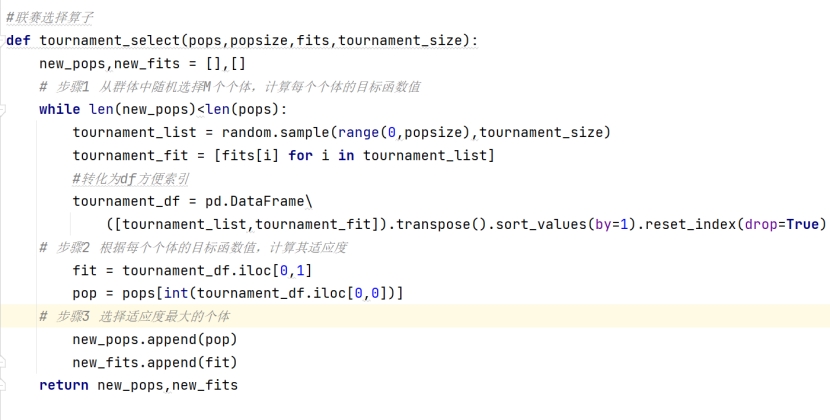 #联赛选择算子
def tournament_select(pops,popsize,fits,tournament_size):
    new_pops,new_fits = [],[]
    # 步骤1 从群体中随机选择M个个体，计算每个个体的目标函数值
    while len(new_pops)<len(pops):
        tournament_list = random.sample(range(0,popsize),tournament_size)
        tournament_fit = [fits[i] for i in tournament_list]
        #转化为df方便索引
        tournament_df = pd.DataFrame\
            ([tournament_list,tournament_fit]).transpose().sort_values(by=1).reset_index(drop=True)
    # 步骤2 根据每个个体的目标函数值，计算其适应度
        fit = tournament_df.iloc[0,1]
        pop = pops[int(tournament_df.iloc[0,0])]
    # 步骤3 选择适应度最大的个体
        new_pops.append(pop)
        new_fits.append(fit)
    return new_pops,new_fits